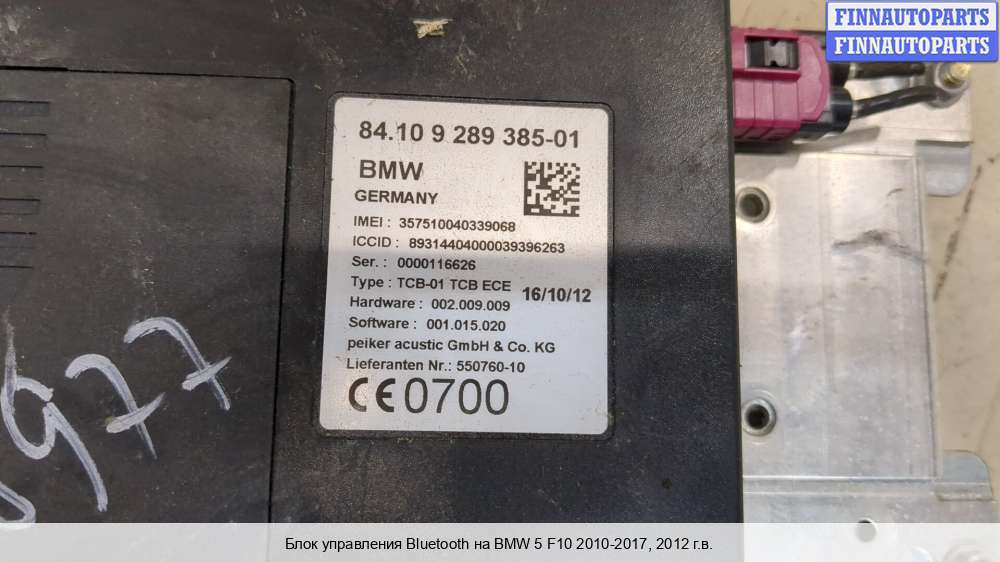 FINNAUTOPARTS
FINNAUTOPARTS
84.10 9 289 385-01
BMW
GERMANY
IMEI : 357510040339068
ICCID : 89314404000039396263
Ser. : 0000116626
Type : TCB-01 TCB ECE
16/10/12
Hardware : 002.009.009
Software : 001.015.020
peiker acustic GmbH & Co. KG
Lieferanten Nr.: 550760-10
CE0700
977
Блок управления Bluetooth на BMW 5 F10 2010-2017, 2012 г.в.